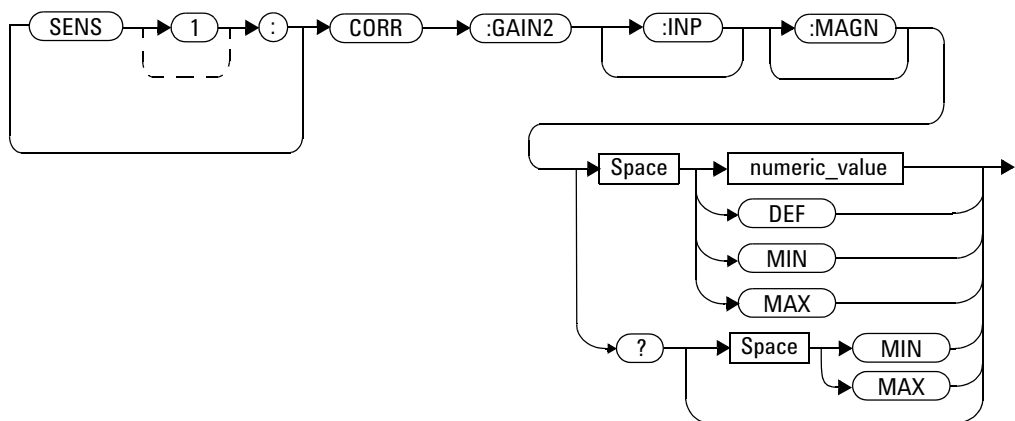 SENS 1 : CORR :GAIN2 :INP :MAGN
Space numeric_value
DEF
MIN
MAX
? Space MIN
MAX